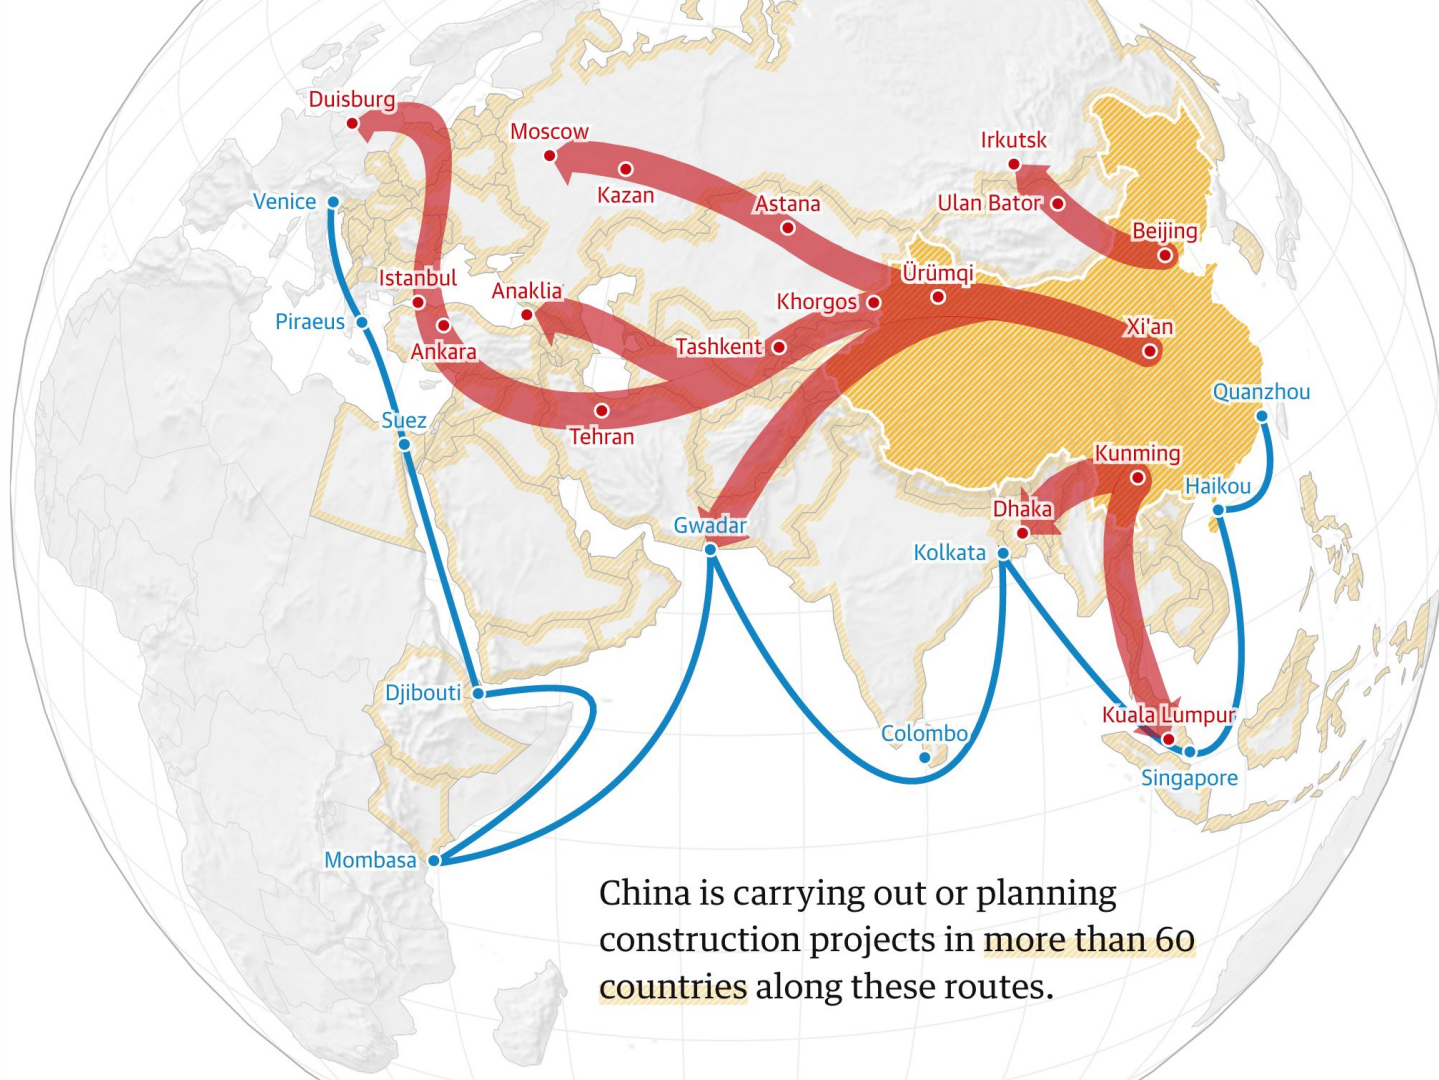 Duisburg
Moscow
Irkutsk
Kazan
Venice
Astana
Ulan Bator
Beijing
Istanbul
Anaklia
Ürümqi
Khorgos
Piraeus
Ankara
Tashkent
Xi'an
Quanzhou
Suez
Tehran
Kunming
Haikou
Dhaka
Gwadar
Kolkata
Djibouti
Kuala Lumpur
Colombo
Singapore
Mombasa
China is carrying out or planning
construction projects in more than 60
countries along these routes.